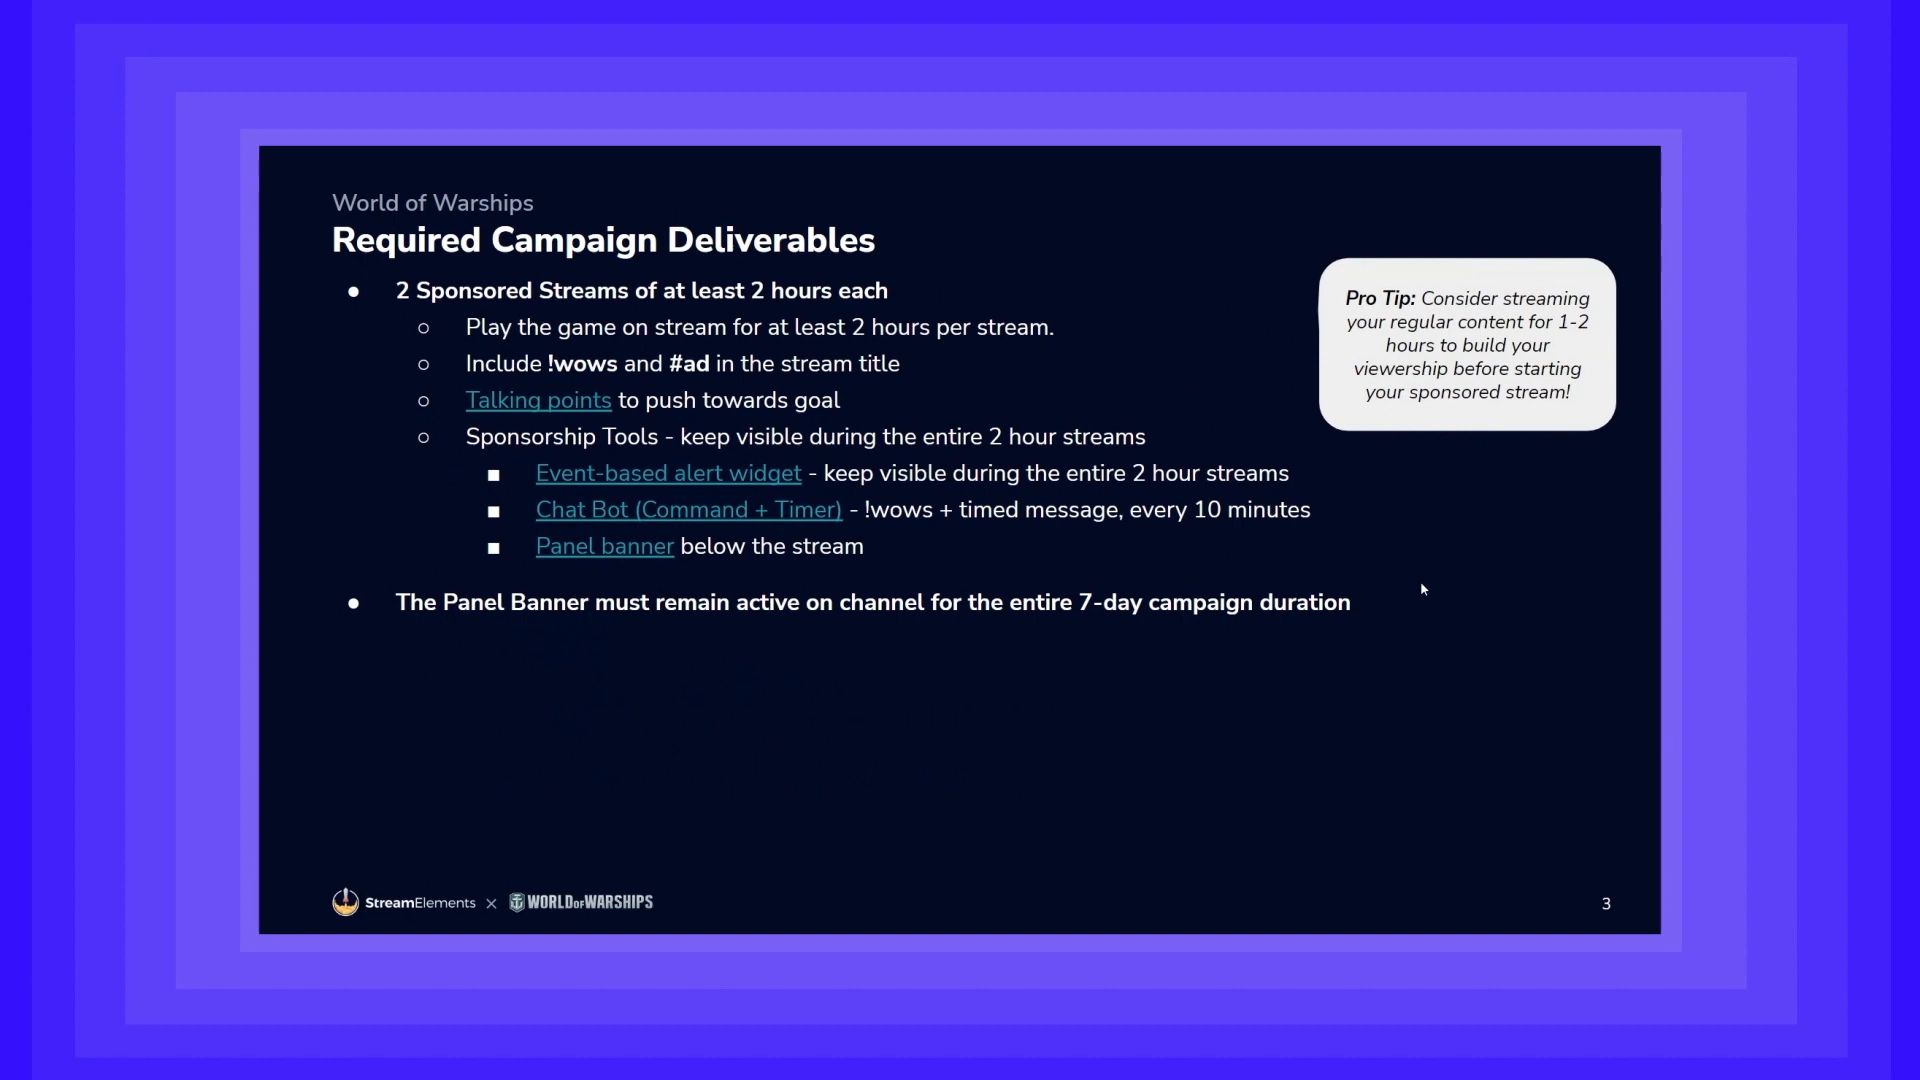 World of Warships
Required Campaign Deliverables
● 2 Sponsored Streams of at least 2 hours each
○ Play the game on stream for at least 2 hours per stream.
○ Include !wows and #ad in the stream title
○ Talking points to push towards goal
○ Sponsorship Tools - keep visible during the entire 2 hour streams
■ Event-based alert widget - keep visible during the entire 2 hour streams
■ Chat Bot (Command + Timer) - !wows + timed message, every 10 minutes
■ Panel banner below the stream
● The Panel Banner must remain active on channel for the entire 7-day campaign duration
Pro Tip: Consider streaming
your regular content for 1-2
hours to build your
viewership before starting
your sponsored stream!
StreamElements × WORLD OF WARSHIPS
3